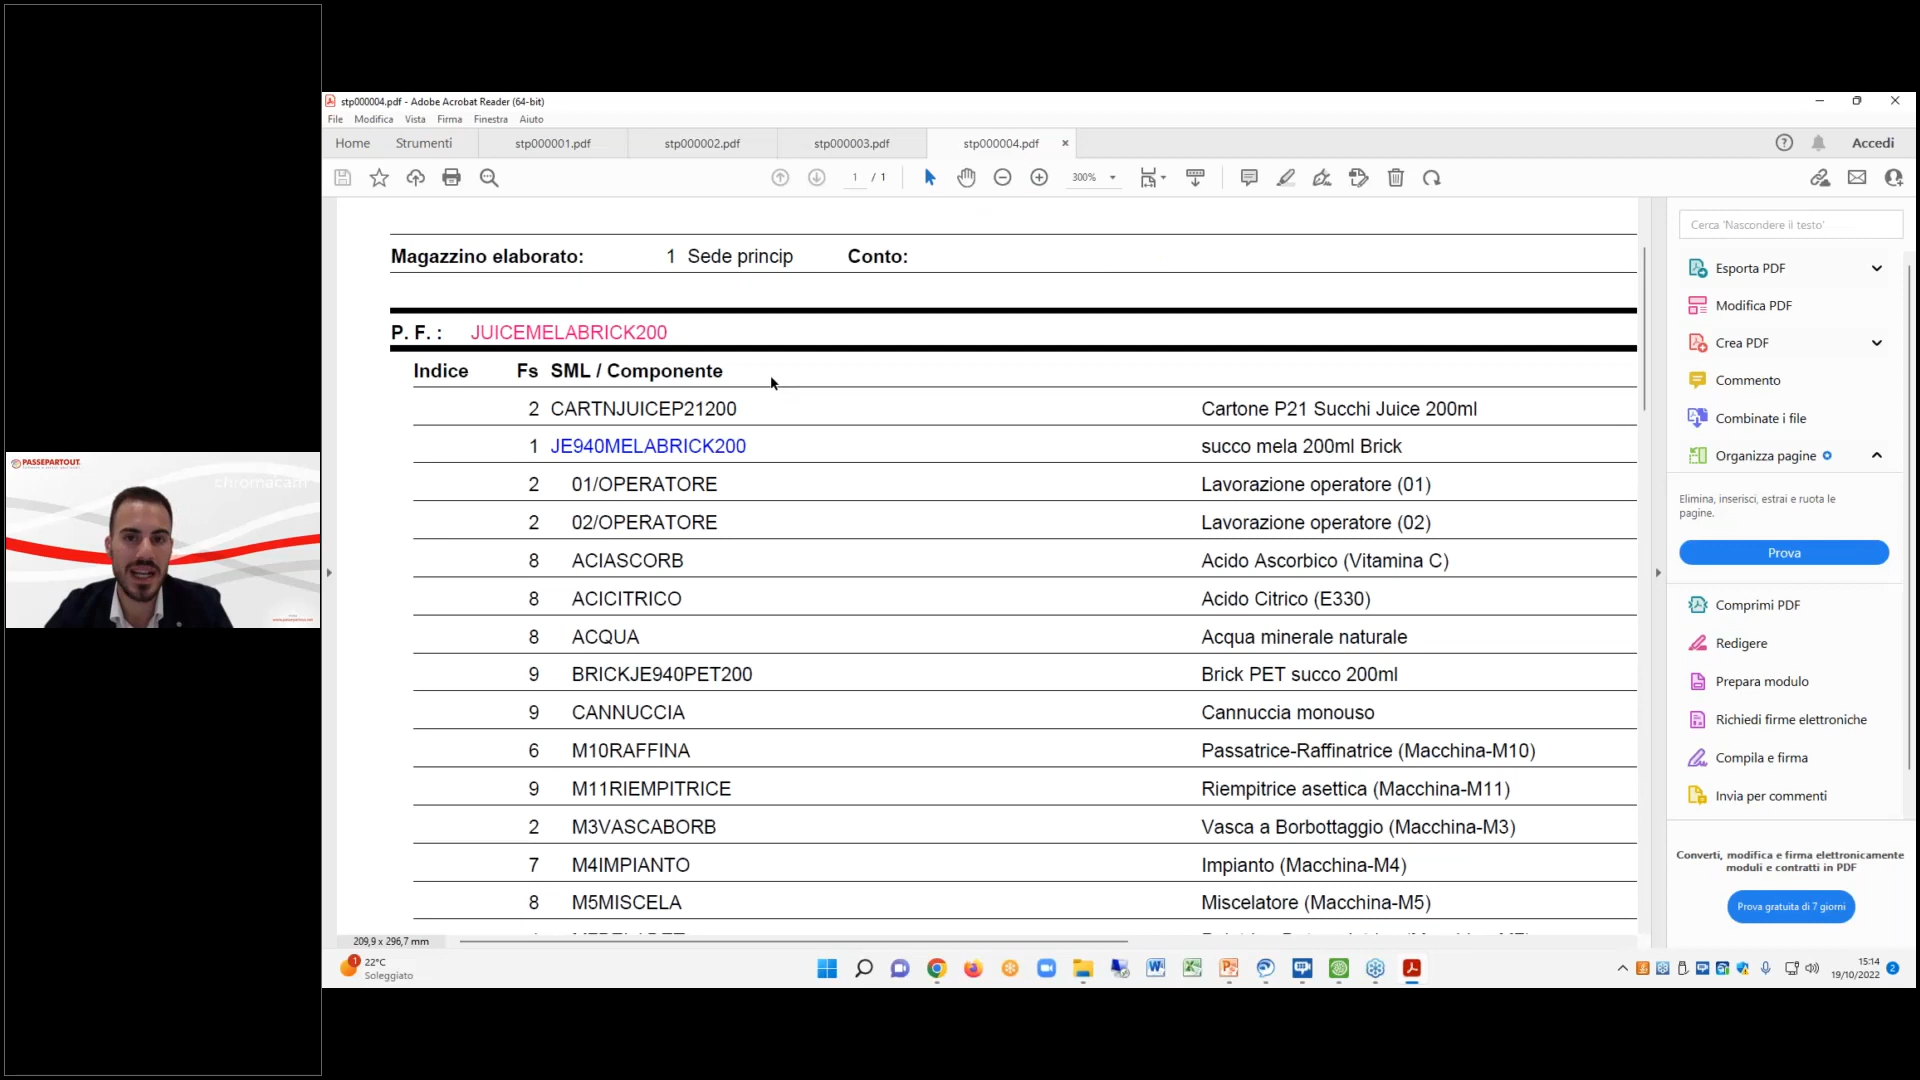 stp000004.pdf - Adobe Acrobat Reader (64-bit)
File Modifica Vista Firma Finestra Aiuto
Home Strumenti stp000001.pdf stp000002.pdf stp000003.pdf stp000004.pdf × Accedi
1 / 1 300%
Magazzino elaborato: 1 Sede princip Conto:
P. F. : JUICEMELABRICK200
Indice Fs SML / Componente
2 CARTNJUICEP21200 Cartone P21 Succhi Juice 200ml
1 JE940MELABRICK200 succo mela 200ml Brick
2 01/OPERATORE Lavorazione operatore (01)
2 02/OPERATORE Lavorazione operatore (02)
8 ACIASCORB Acido Ascorbico (Vitamina C)
8 ACICITRICO Acido Citrico (E330)
8 ACQUA Acqua minerale naturale
9 BRICKJE940PET200 Brick PET succo 200ml
9 CANNUCCIA Cannuccia monouso
6 M10RAFFINA Passatrice-Raffinatrice (Macchina-M10)
9 M11RIEMPITRICE Riempitrice asettica (Macchina-M11)
2 M3VASCABORB Vasca a Borbottaggio (Macchina-M3)
7 M4IMPIANTO Impianto (Macchina-M4)
8 M5MISCELA Miscelatore (Macchina-M5)
209,9 x 296,7 mm
Cerca 'Nascondere il testo'
Esporta PDF
Modifica PDF
Crea PDF
Commento
Combinate i file
Organizza pagine
Elimina, inserisci, estrai e ruota le
pagine.
Prova
Comprimi PDF
Redigere
Prepara modulo
Richiedi firme elettroniche
Compila e firma
Invia per commenti
Converti, modifica e firma elettronicamente
moduli e contratti in PDF
Prova gratuita di 7 giorni
PASSEPARTOUT
chromacam
1
22°C
Soleggiato
15:14
19/10/2022
2